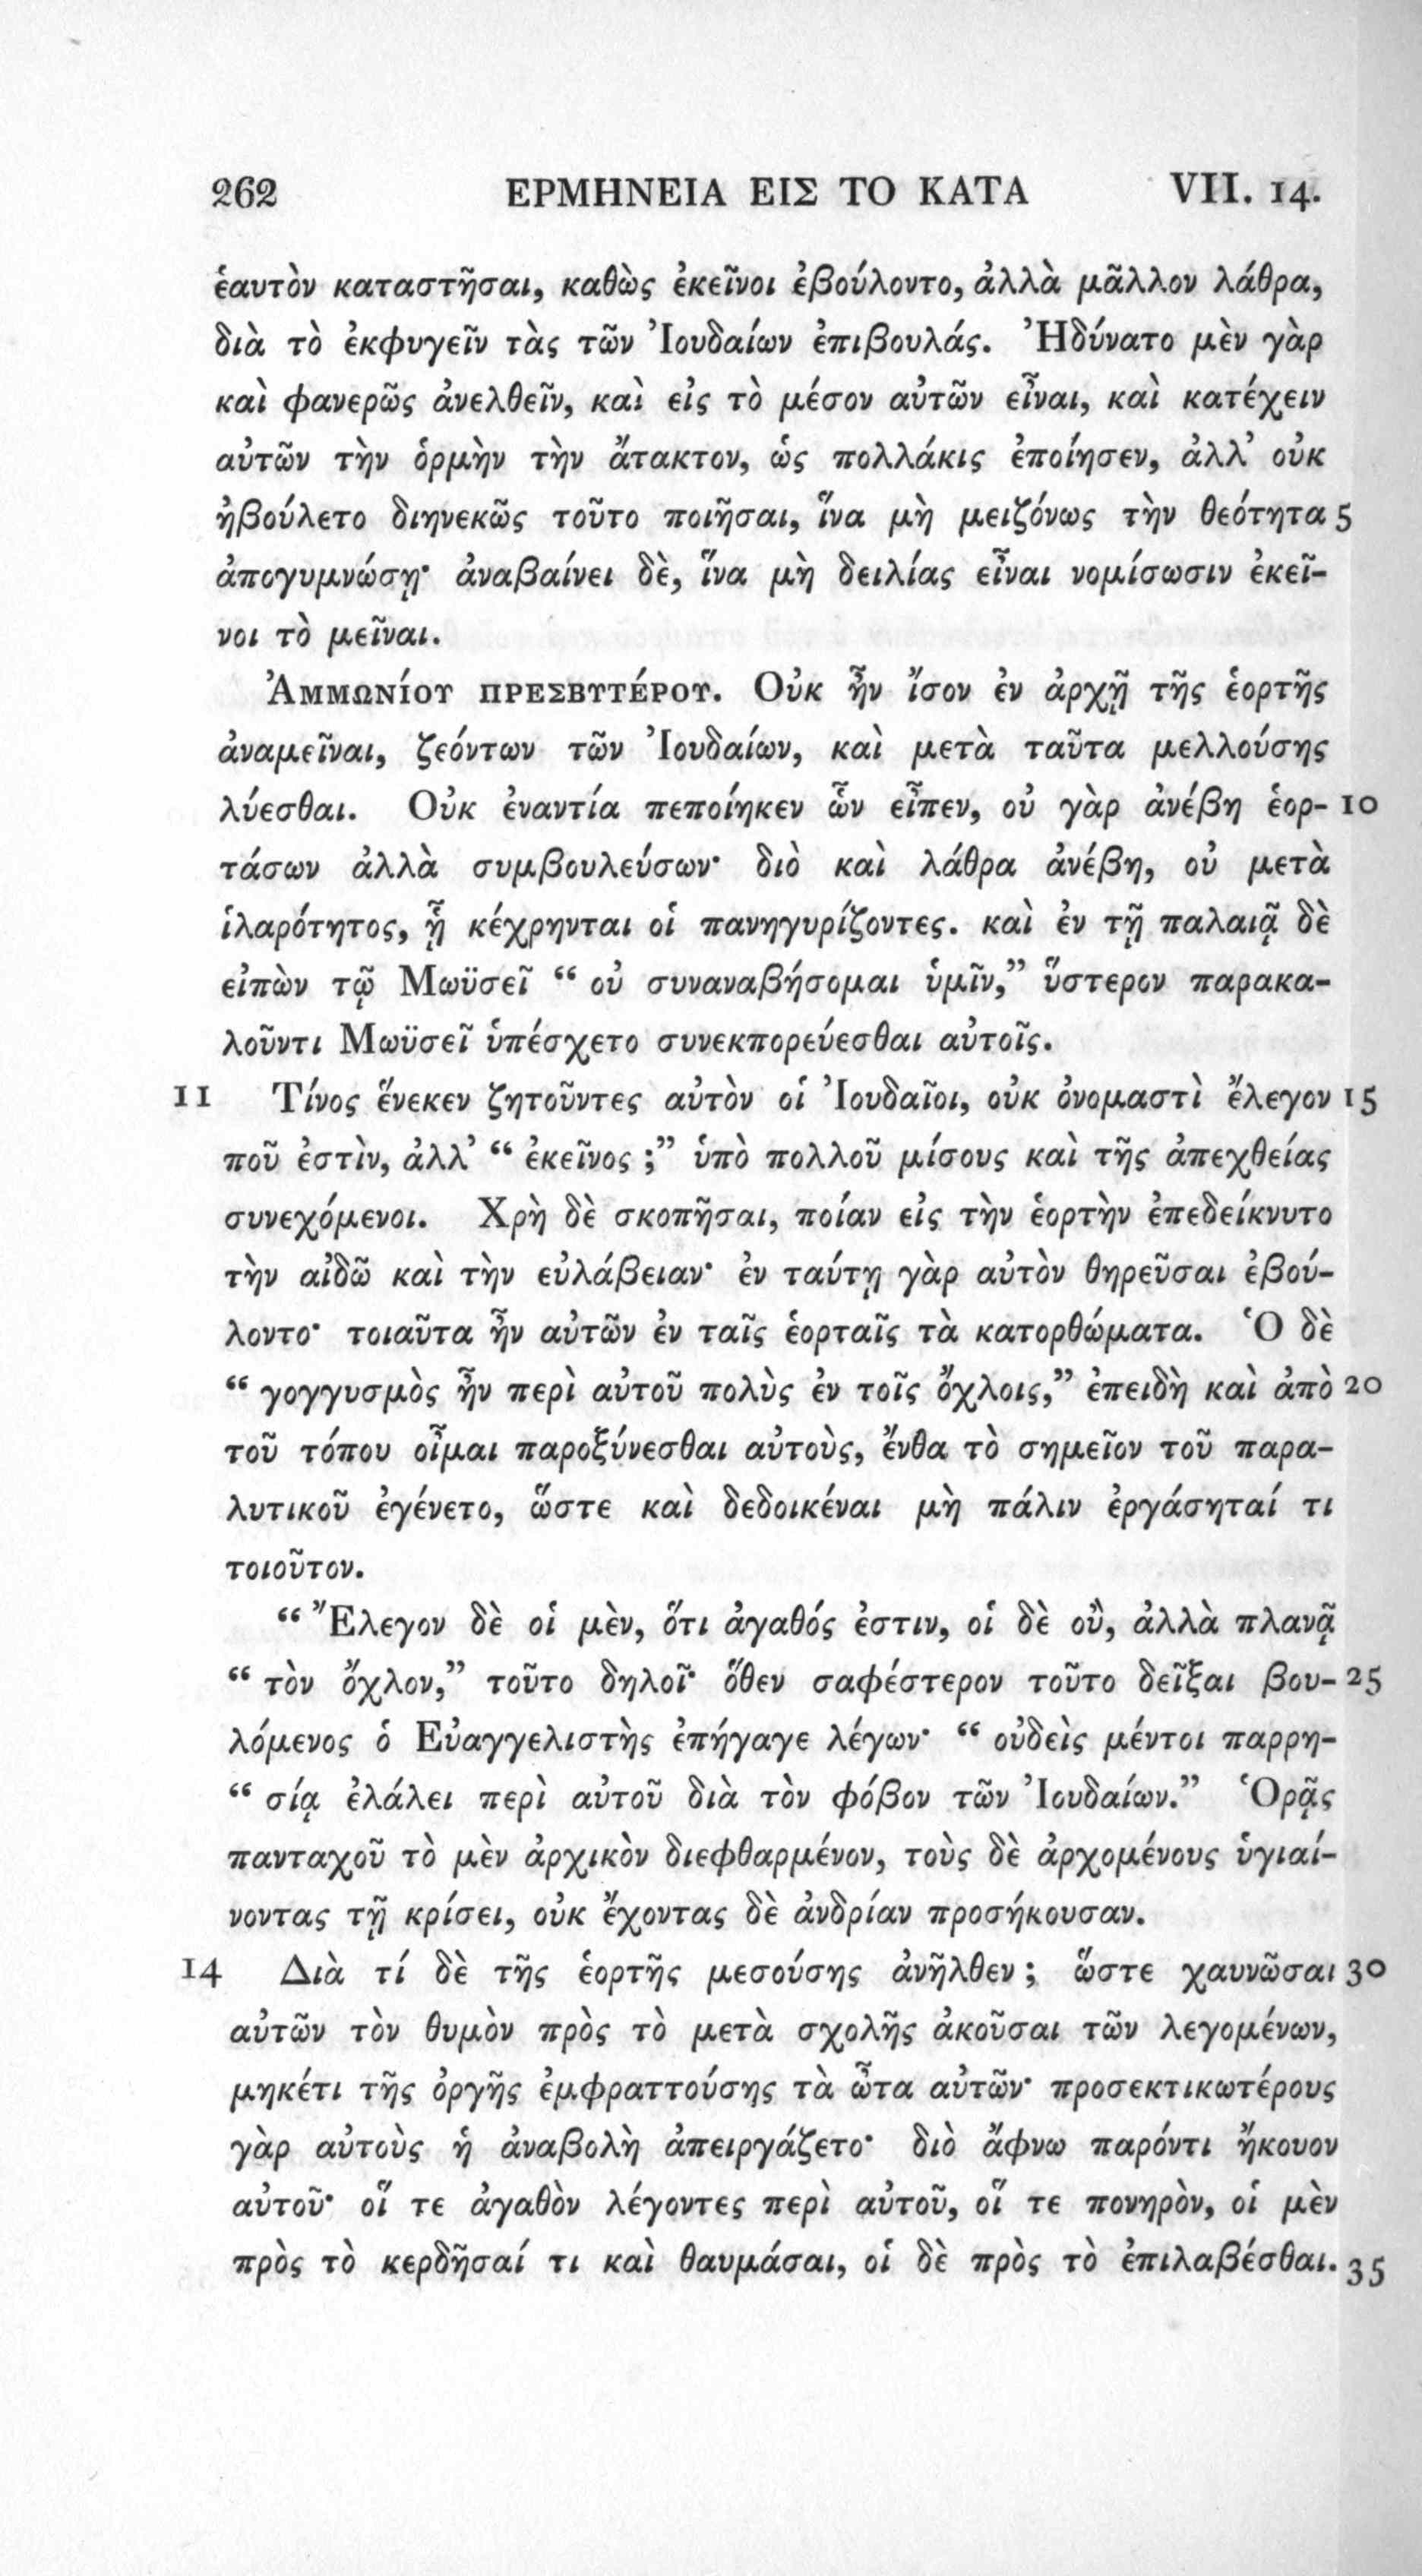 262 ΕΡΜΗΝΕΙΑ ΕΙΣ ΤΟ ΚΑΤΑ VII. 14.
ἑαυτὸν καταστῆσαι, καθὼς ἐκεῖνοι ἐβούλοντο, ἀλλὰ μᾶλλον λάθρα,
διὰ τὸ ἐκφυγεῖν τὰς τῶν Ἰουδαίων ἐπιβουλάς. Ἠδύνατο μὲν γὰρ
καὶ φανερῶς ἀνελθεῖν, καὶ εἰς τὸ μέσον αὐτῶν εἶναι, καὶ κατέχειν
αὐτῶν τὴν ὁρμὴν τὴν ἄτακτον, ὡς πολλάκις ἐποίησεν, ἀλλ’ οὐκ
ἠβούλετο διηνεκῶς τοῦτο ποιῆσαι, ἵνα μὴ μειζόνως τὴν θεότητα 5
ἀπογυμνώσῃ· ἀναβαίνει δὲ, ἵνα μὴ δειλίας εἶναι νομίσωσιν ἐκεῖ-
νοι τὸ μεῖναι.
Ἀμμωνίου πρεσβυτέρου. Οὐκ ἦν ἴσον ἐν ἀρχῇ τῆς ἑορτῆς
ἀναμεῖναι, ζεόντων τῶν Ἰουδαίων, καὶ μετὰ ταῦτα μελλούσης
λύεσθαι. Οὐκ ἐναντία πεποίηκεν ὧν εἶπεν, οὐ γὰρ ἀνέβη ἑορ- 10
τάσων ἀλλὰ συμβουλεύσων· διὸ καὶ λάθρα ἀνέβη, οὐ μετὰ
ἱλαρότητος, ᾗ κέχρηνται οἱ πανηγυρίζοντες. καὶ ἐν τῇ παλαιᾷ δὲ
εἰπὼν τῷ Μωϋσεῖ “ οὐ συναναβήσομαι ὑμῖν,” ὕστερον παρακα-
λοῦντι Μωϋσεῖ ὑπέσχετο συνεκπορεύεσθαι αὐτοῖς.
11 Τίνος ἕνεκεν ζητοῦντες αὐτὸν οἱ Ἰουδαῖοι, οὐκ ὀνομαστὶ ἔλεγον 15
ποῦ ἐστὶν, ἀλλ’ “ ἐκεῖνος ;” ὑπὸ πολλοῦ μίσους καὶ τῆς ἀπεχθείας
συνεχόμενοι. Χρὴ δὲ σκοπῆσαι, ποίαν εἰς τὴν ἑορτὴν ἐπεδείκνυτο
τὴν αἰδῶ καὶ τὴν εὐλάβειαν· ἐν ταύτῃ γὰρ αὐτὸν θηρεῦσαι ἐβού-
λοντο· τοιαῦτα ἦν αὐτῶν ἐν ταῖς ἑορταῖς τὰ κατορθώματα. Ὁ δὲ
“ γογγυσμὸς ἦν περὶ αὐτοῦ πολὺς ἐν τοῖς ὄχλοις,” ἐπειδὴ καὶ ἀπὸ 20
τοῦ τόπου οἶμαι παροξύνεσθαι αὐτοὺς, ἔνθα τὸ σημεῖον τοῦ παρα-
λυτικοῦ ἐγένετο, ὥστε καὶ δεδοικέναι μὴ πάλιν ἐργάσηταί τι
τοιοῦτον.
“ Ἔλεγον δὲ οἱ μὲν, ὅτι ἀγαθός ἐστιν, οἱ δὲ οὒ, ἀλλὰ πλανᾷ
“ τὸν ὄχλον,” τοῦτο δηλοῖ· ὅθεν σαφέστερον τοῦτο δεῖξαι βου- 25
λόμενος ὁ Εὐαγγελιστὴς ἐπήγαγε λέγων· “ οὐδεὶς μέντοι παρρη-
“ σίᾳ ἐλάλει περὶ αὐτοῦ διὰ τὸν φόβον τῶν Ἰουδαίων.” Ὁρᾷς
πανταχοῦ τὸ μὲν ἀρχικὸν διεφθαρμένον, τοὺς δὲ ἀρχομένους ὑγιαί-
νοντας τῇ κρίσει, οὐκ ἔχοντας δὲ ἀνδρίαν προσήκουσαν.
14 Διὰ τί δὲ τῆς ἑορτῆς μεσούσης ἀνῆλθεν ; ὥστε χαυνῶσαι 30
αὐτῶν τὸν θυμὸν πρὸς τὸ μετὰ σχολῆς ἀκοῦσαι τῶν λεγομένων,
μηκέτι τῆς ὀργῆς ἐμφραττούσης τὰ ὦτα αὐτῶν· προσεκτικωτέρους
γὰρ αὐτοὺς ἡ ἀναβολὴ ἀπειργάζετο· διὸ ἄφνω παρόντι ἤκουον
αὐτοῦ· οἵ τε ἀγαθὸν λέγοντες περὶ αὐτοῦ, οἵ τε πονηρὸν, οἱ μὲν
πρὸς τὸ κερδῆσαί τι καὶ θαυμάσαι, οἱ δὲ πρὸς τὸ ἐπιλαβέσθαι. 35